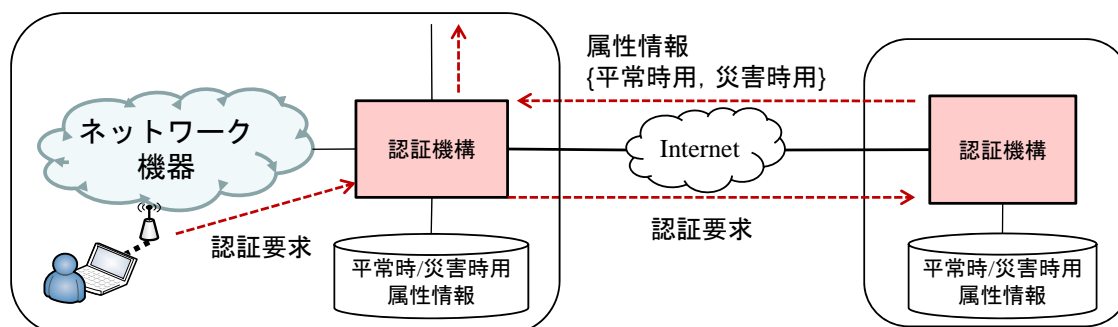 属性情報
{平常時用, 災害時用}
ネットワーク
機器
認証機構
Internet
認証機構
認証要求
認証要求
平常時/災害時用
属性情報
平常時/災害時用
属性情報